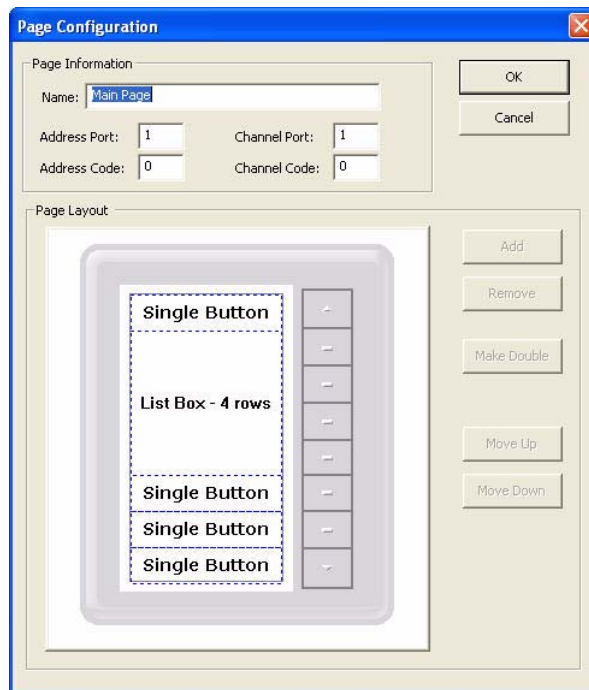 Page Configuration
Page Information
Name: Main Page
OK
Cancel
Address Port: 1 Channel Port: 1
Address Code: 0 Channel Code: 0
Page Layout
Add
Remove
Make Double
Move Up
Move Down
Single Button
List Box - 4 rows
Single Button
Single Button
Single Button